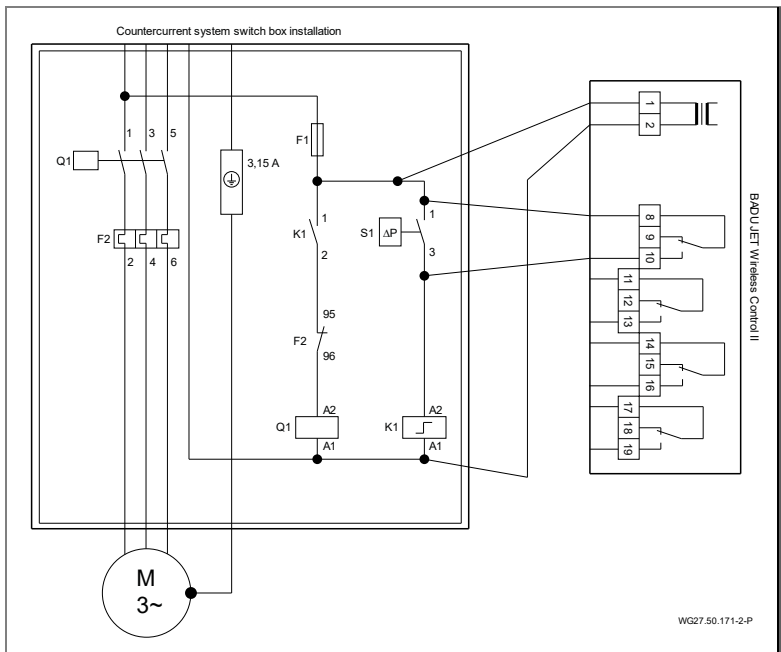 Countercurrent system switch box installation
1 3 5
Q1
F2
2 4 6
3,15 A
F1
K1
1
2
S1
ΔP
1
3
F2
95
96
Q1
A2
A1
K1
A2
A1
M
3~
1
2
8
9
10
11
12
13
14
15
16
17
18
19
BADU JET Wireless Control II
WG27.50.171-2-P